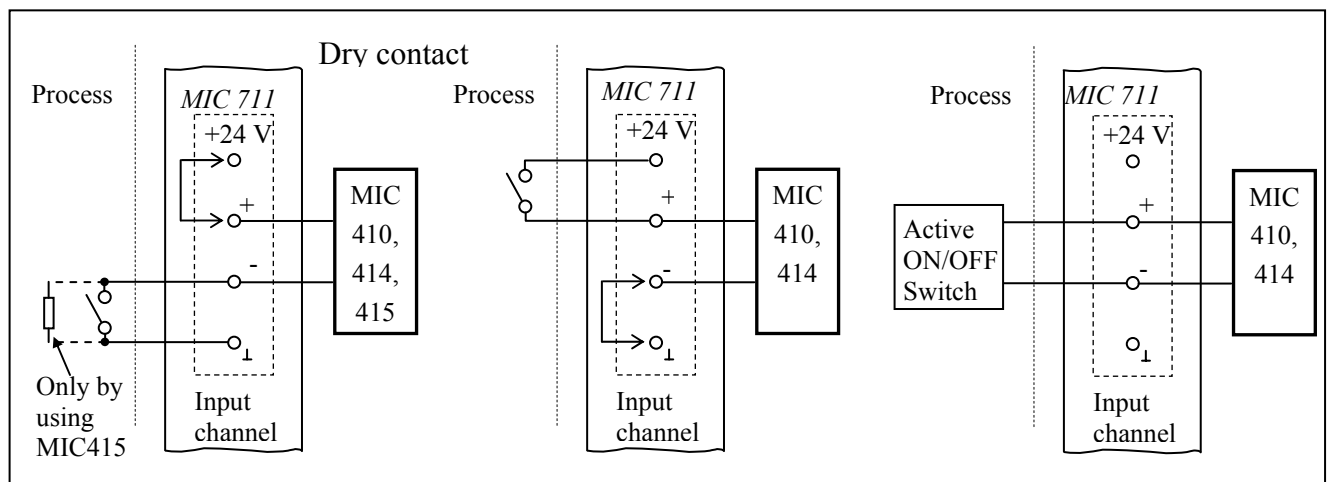 Dry contact
Process
MIC 711
+24 V
+
-
⊥
MIC
410,
414,
415
Only by
using
MIC415
Input
channel
Process
MIC 711
+24 V
+
-
⊥
MIC
410,
414
Input
channel
Process
MIC 711
+24 V
+
-
⊥
Active
ON/OFF
Switch
MIC
410,
414
Input
channel